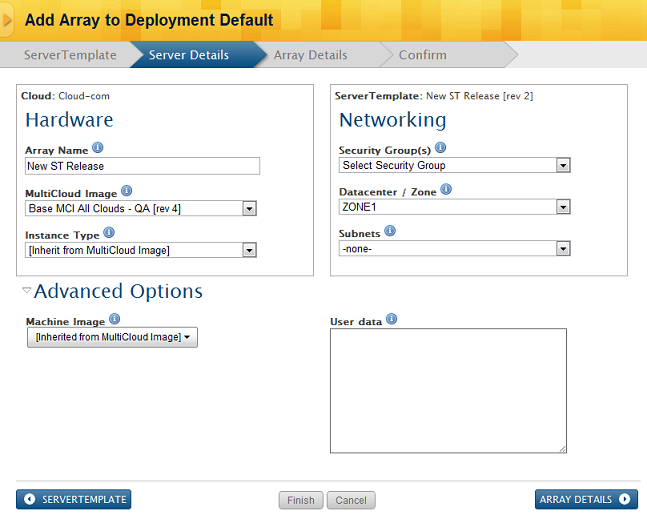 Add Array to Deployment Default
ServerTemplate Server Details Array Details Confirm
Cloud: Cloud-com
Hardware
Array Name
New ST Release
MultiCloud Image
Base MCI All Clouds - QA [rev 4]
Instance Type
[Inherit from MultiCloud Image]
ServerTemplate: New ST Release [rev 2]
Networking
Security Group(s)
Select Security Group
Datacenter / Zone
ZONE1
Subnets
-none-
Advanced Options
Machine Image
[Inherited from MultiCloud Image]
User data
SERVERTEMPLATE Finish Cancel ARRAY DETAILS